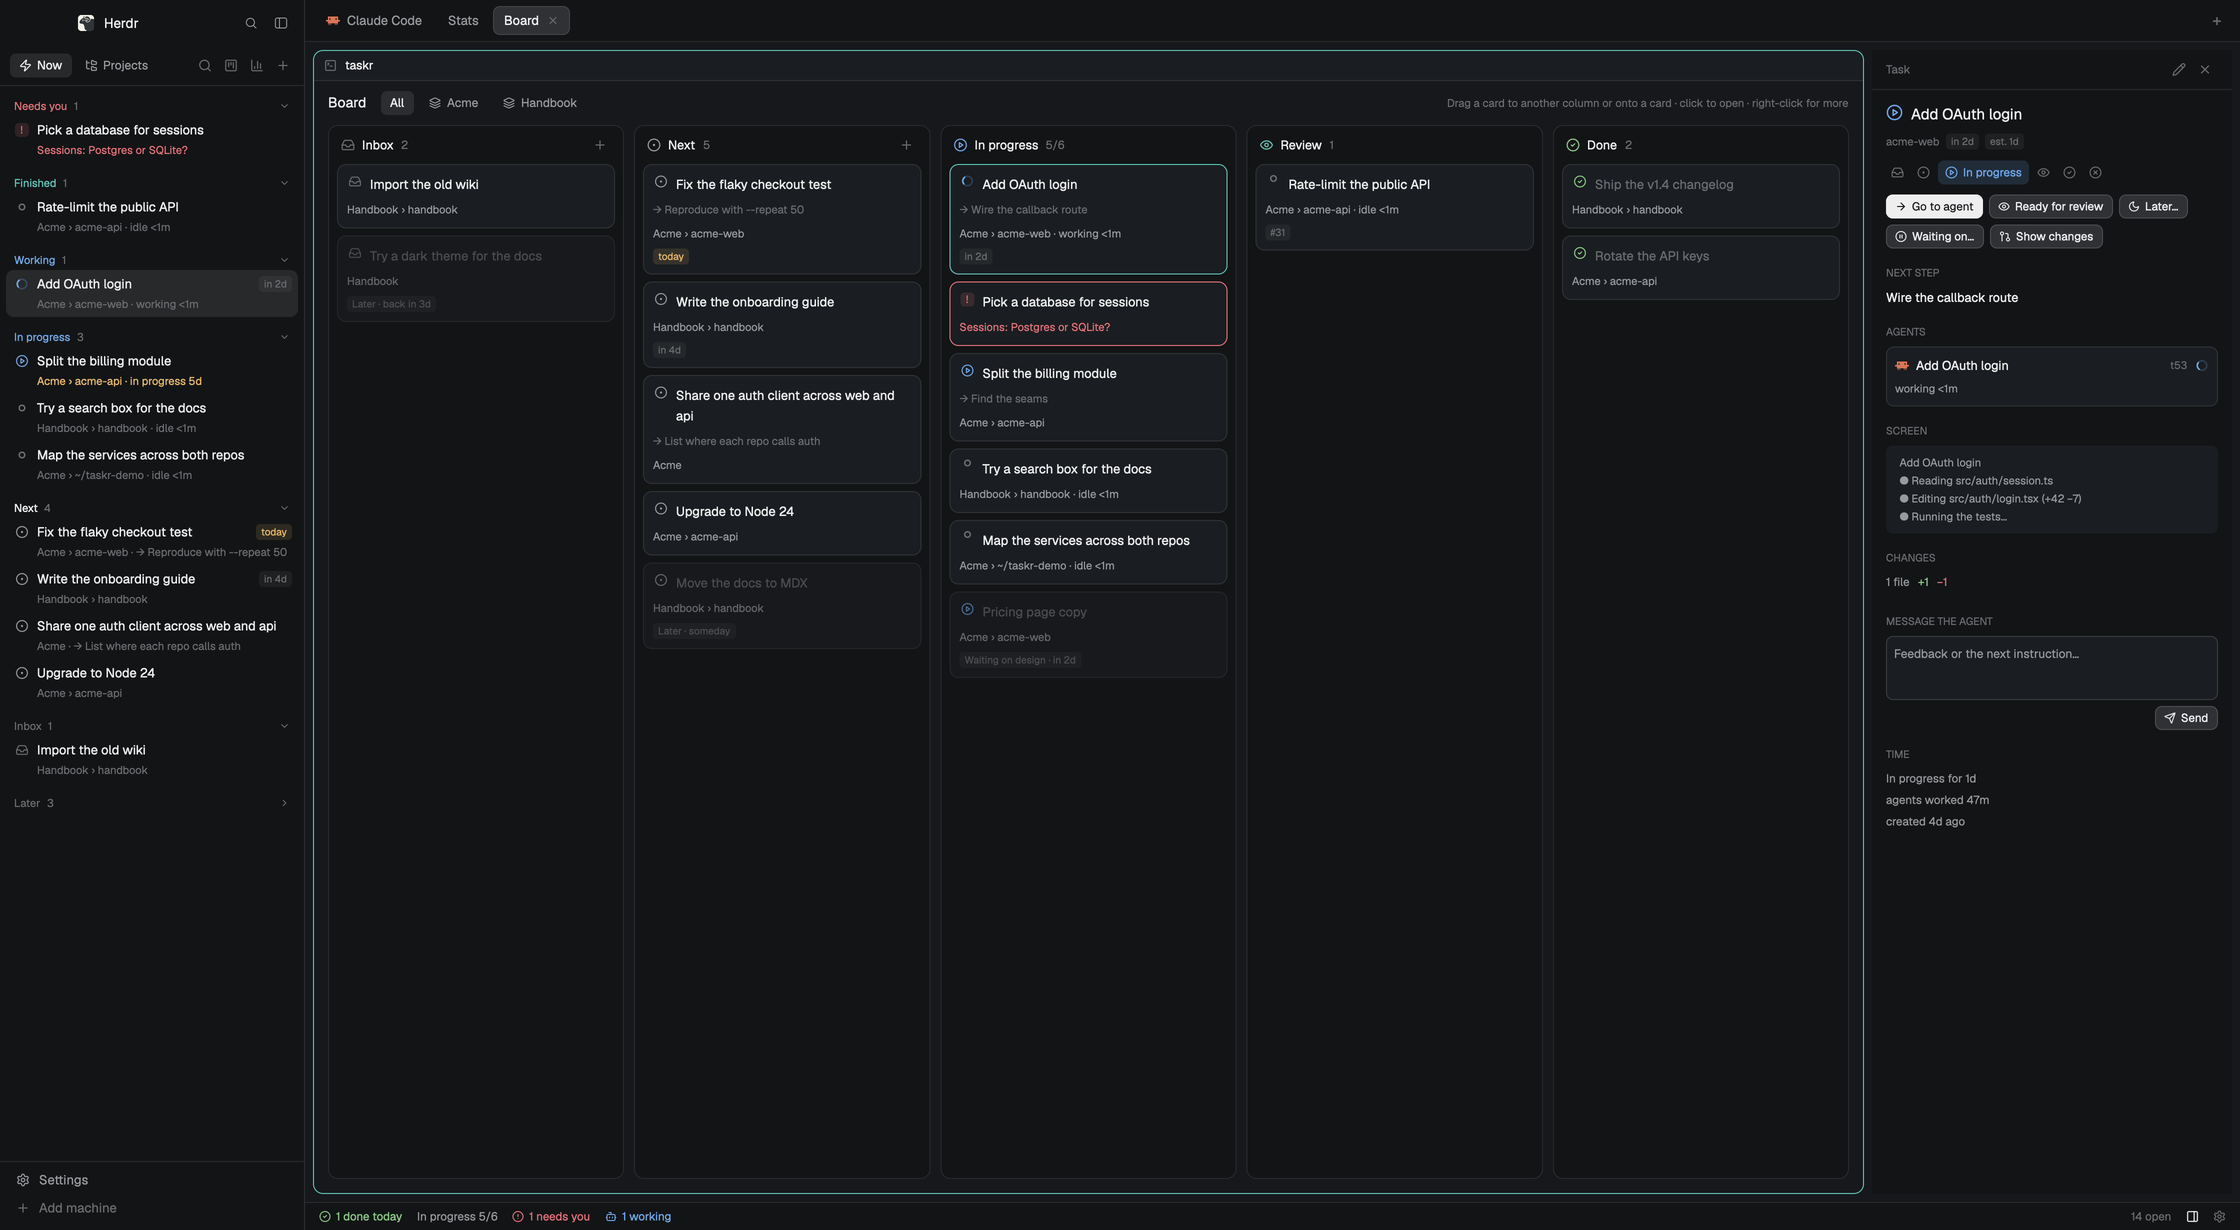 Herdr
Now
Projects
Needs you 1
! Pick a database for sessions
Sessions: Postgres or SQLite?
Finished 1
Rate-limit the public API
Acme › acme-api · idle <1m
Working 1
Add OAuth login in 2d
Acme › acme-web · working <1m
In progress 3
Split the billing module
Acme › acme-api · in progress 5d
Try a search box for the docs
Handbook › handbook · idle <1m
Map the services across both repos
Acme › ~/taskr-demo · idle <1m
Next 4
Fix the flaky checkout test today
Acme › acme-web · → Reproduce with --repeat 50
Write the onboarding guide in 4d
Handbook › handbook
Share one auth client across web and api
Acme · → List where each repo calls auth
Upgrade to Node 24
Acme › acme-api
Inbox 1
Import the old wiki
Handbook › handbook
Later 3
Settings
+ Add machine
Claude Code
Stats
Board
taskr
Board
All
Acme
Handbook
Drag a card to another column or onto a card · click to open · right-click for more
Inbox 2
Import the old wiki
Handbook › handbook
Try a dark theme for the docs
Handbook
Later · back in 3d
Next 5
Fix the flaky checkout test
→ Reproduce with --repeat 50
Acme › acme-web
today
Write the onboarding guide
Handbook › handbook
in 4d
Share one auth client across web and
api
→ List where each repo calls auth
Acme
Upgrade to Node 24
Acme › acme-api
Move the docs to MDX
Handbook › handbook
Later · someday
In progress 5/6
Add OAuth login
→ Wire the callback route
Acme › acme-web · working <1m
in 2d
! Pick a database for sessions
Sessions: Postgres or SQLite?
Split the billing module
→ Find the seams
Acme › acme-api
Try a search box for the docs
Handbook › handbook · idle <1m
Map the services across both repos
Acme › ~/taskr-demo · idle <1m
Pricing page copy
Acme › acme-web
Waiting on design · in 2d
Review 1
Rate-limit the public API
Acme › acme-api · idle <1m
#31
Done 2
Ship the v1.4 changelog
Handbook › handbook
Rotate the API keys
Acme › acme-api
Task
Add OAuth login
acme-web in 2d est. 1d
In progress
→ Go to agent
Ready for review
Later…
Waiting on…
Show changes
NEXT STEP
Wire the callback route
AGENTS
Add OAuth login t53
working <1m
SCREEN
Add OAuth login
● Reading src/auth/session.ts
● Editing src/auth/login.tsx (+42 −7)
● Running the tests…
CHANGES
1 file +1 −1
MESSAGE THE AGENT
Feedback or the next instruction…
Send
TIME
In progress for 1d
agents worked 47m
created 4d ago
1 done today
In progress 5/6
1 needs you
1 working
14 open